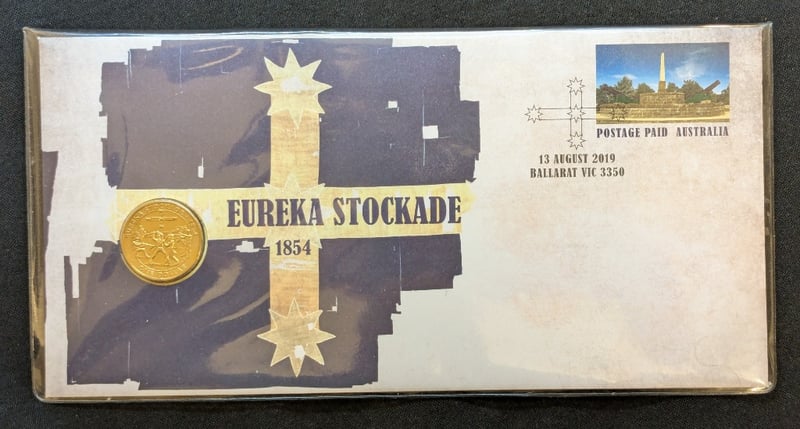 EUREKA STOCKADE
1854
POSTAGE PAID AUSTRALIA
13 AUGUST 2019
BALLARAT VIC 3350